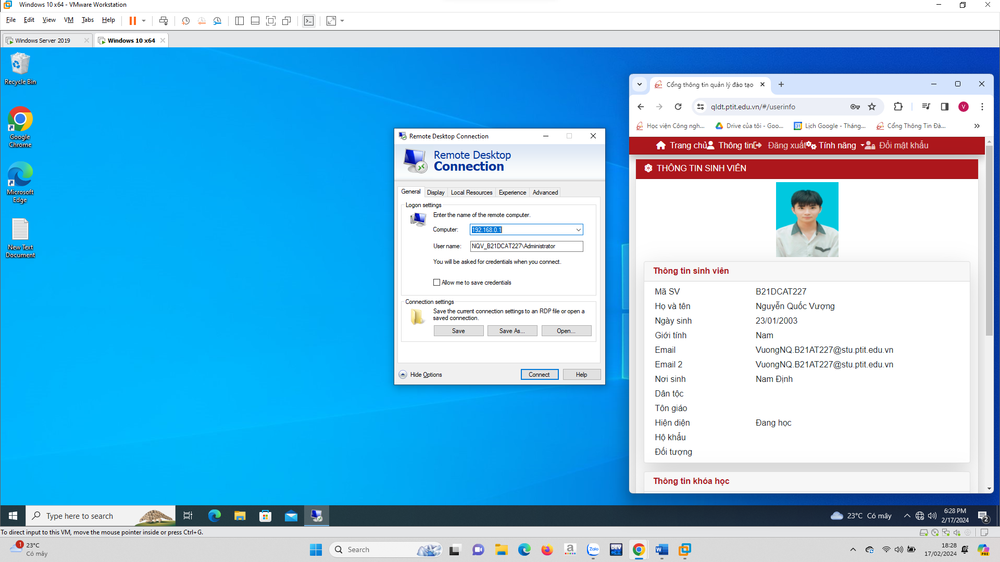 Windows 10 x64 - VMware Workstation
File Edit View VM Tabs Help
Windows Server 2019
Windows 10 x64
Recycle Bin
Google
Chrome
Microsoft
Edge
New Text
Document
Remote Desktop Connection
Remote Desktop
Connection
General Display Local Resources Experience Advanced
Logon settings
Enter the name of the remote computer.
Computer: 192.168.0.1
User name: NQV_B21DCAT227\Administrator
You will be asked for credentials when you connect.
Allow me to save credentials
Connection settings
Save the current connection settings to an RDP file or open a
saved connection.
Save Save As... Open...
Hide Options Connect Help
Cổng thông tin quản lý đào tạo
qldt.ptit.edu.vn/#/userinfo
V
Học viện Công ngh... Drive của tôi - Goo... 31 Lịch Google - Tháng... Cổng Thông Tin Đà...
Trang chủ Thông tin Đăng xuất Tính năng Đổi mật khẩu
THÔNG TIN SINH VIÊN
Thông tin sinh viên
Mã SV B21DCAT227
Họ và tên Nguyễn Quốc Vượng
Ngày sinh 23/01/2003
Giới tính Nam
Email VuongNQ.B21AT227@stu.ptit.edu.vn
Email 2 VuongNQ.B21AT227@stu.ptit.edu.vn
Nơi sinh Nam Định
Dân tộc
Tôn giáo
Hiện diện Đang học
Hộ khẩu
Đối tượng
Thông tin khóa học
Type here to search
23°C Có mây
6:28 PM
2/17/2024
2
To direct input to this VM, move the mouse pointer inside or press Ctrl+G.
1
23°C
Có mây
Search
a
Zalo
DEV
W
18:28
17/02/2024
PRE